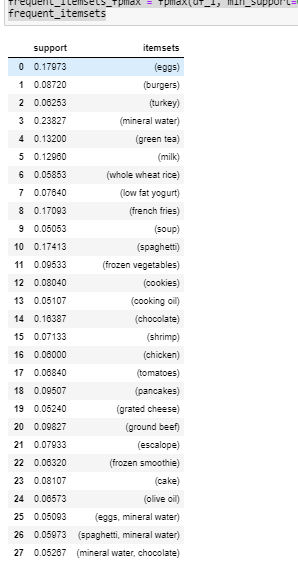 frequent_itemsets_fpmax = fpmax(df_1, min_support=
frequent_itemsets
support itemsets
0 0.17973 (eggs)
1 0.08720 (burgers)
2 0.06253 (turkey)
3 0.23827 (mineral water)
4 0.13200 (green tea)
5 0.12960 (milk)
6 0.05853 (whole wheat rice)
7 0.07640 (low fat yogurt)
8 0.17093 (french fries)
9 0.05053 (soup)
10 0.17413 (spaghetti)
11 0.09533 (frozen vegetables)
12 0.08040 (cookies)
13 0.05107 (cooking oil)
14 0.16387 (chocolate)
15 0.07133 (shrimp)
16 0.06000 (chicken)
17 0.06840 (tomatoes)
18 0.09507 (pancakes)
19 0.05240 (grated cheese)
20 0.09827 (ground beef)
21 0.07933 (escalope)
22 0.06320 (frozen smoothie)
23 0.08107 (cake)
24 0.06573 (olive oil)
25 0.05093 (eggs, mineral water)
26 0.05973 (spaghetti, mineral water)
27 0.05267 (mineral water, chocolate)